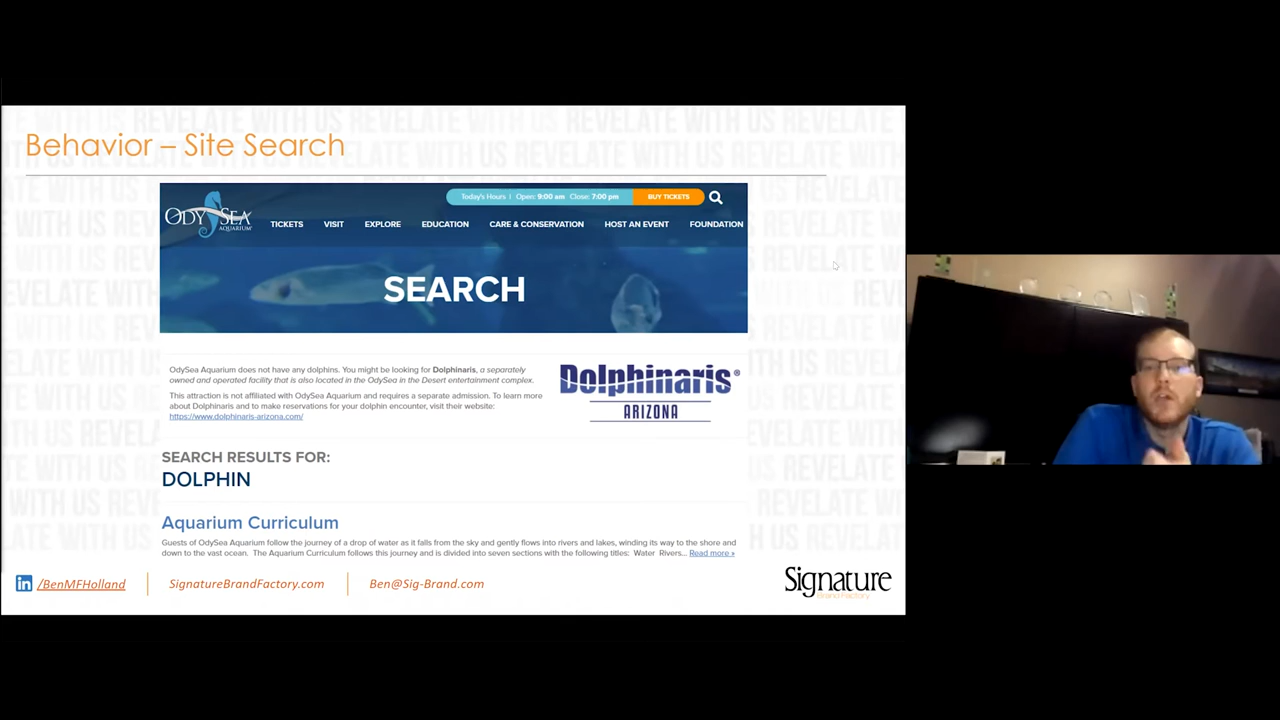 Behavior – Site Search
Today's Hours | Open: 9:00 am Close: 7:00 pm BUY TICKETS
ODYSEA
AQUARIUM
TICKETS VISIT EXPLORE EDUCATION CARE & CONSERVATION HOST AN EVENT FOUNDATION
SEARCH
OdySea Aquarium does not have any dolphins. You might be looking for Dolphinaris, a separately
owned and operated facility that is also located in the OdySea in the Desert entertainment complex.
This attraction is not affiliated with OdySea Aquarium and requires a separate admission. To learn more
about Dolphinaris and to make reservations for your dolphin encounter, visit their website:
https://www.dolphinaris-arizona.com/
Dolphinaris®
ARIZONA
SEARCH RESULTS FOR:
DOLPHIN
Aquarium Curriculum
Guests of OdySea Aquarium follow the journey of a drop of water as it falls from the sky and gently flows into rivers and lakes, winding its way to the shore and
down to the vast ocean. The Aquarium Curriculum follows this journey and is divided into seven sections with the following titles: Water Rivers... Read more »
in /BenMFHolland SignatureBrandFactory.com Ben@Sig-Brand.com
Signature
Brand Factory